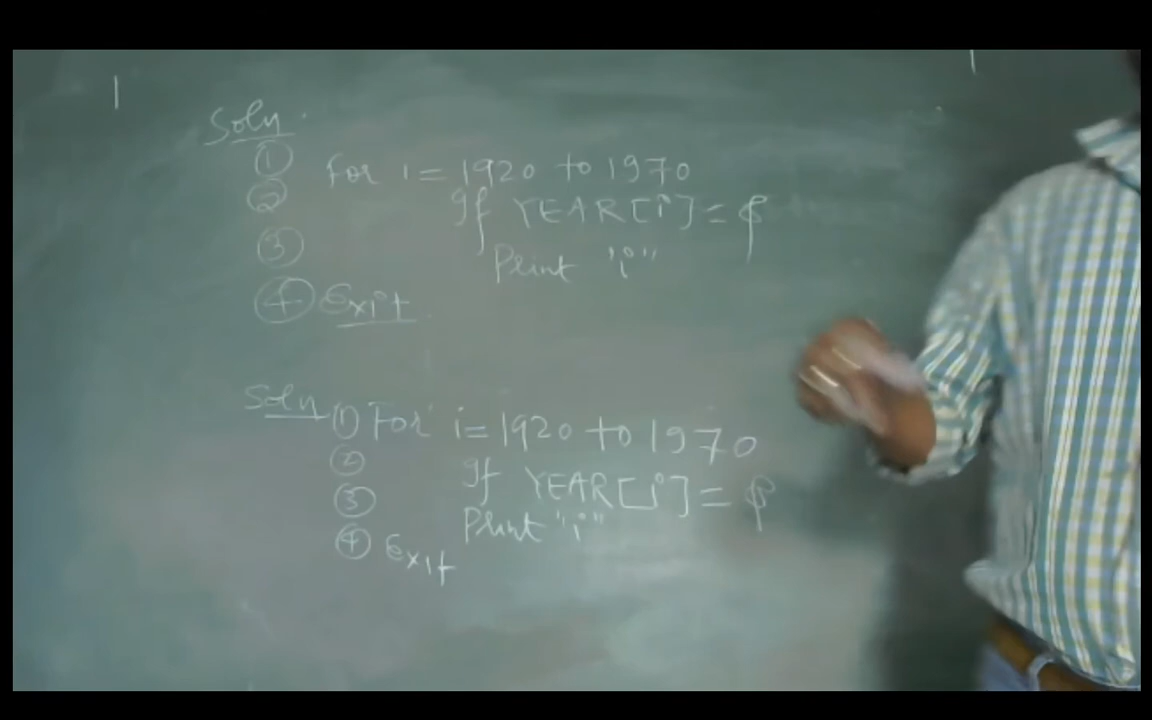 Soln.
① For i = 1920 to 1970
② If YEAR[i] = ϕ
③ Print "i"
④ Exit
Soln
① For i = 1920 to 1970
② If YEAR[i] = ϕ
③ Print "i"
④ Exit